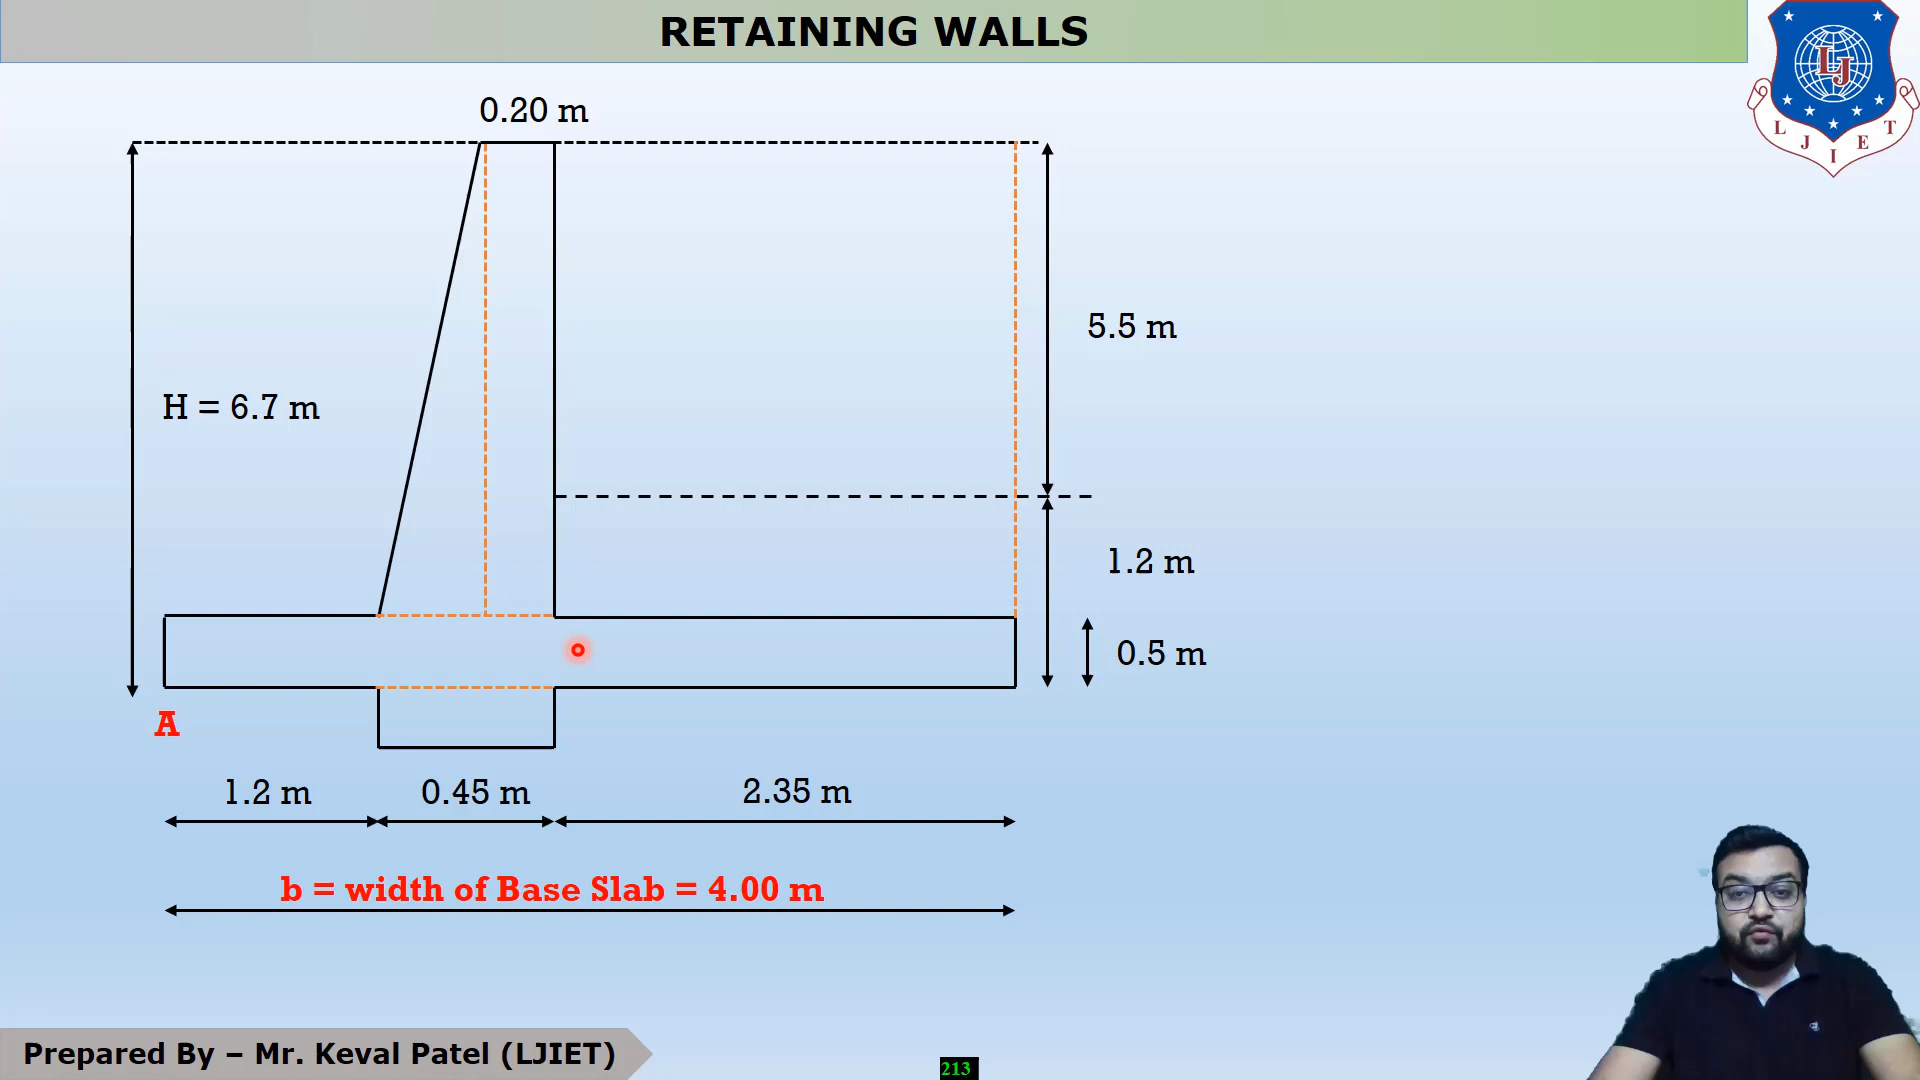 RETAINING WALLS
LJ
L J I E T
0.20 m
5.5 m
H = 6.7 m
1.2 m
0.5 m
A
1.2 m
0.45 m
2.35 m
b = width of Base Slab = 4.00 m
Prepared By – Mr. Keval Patel (LJIET)
213